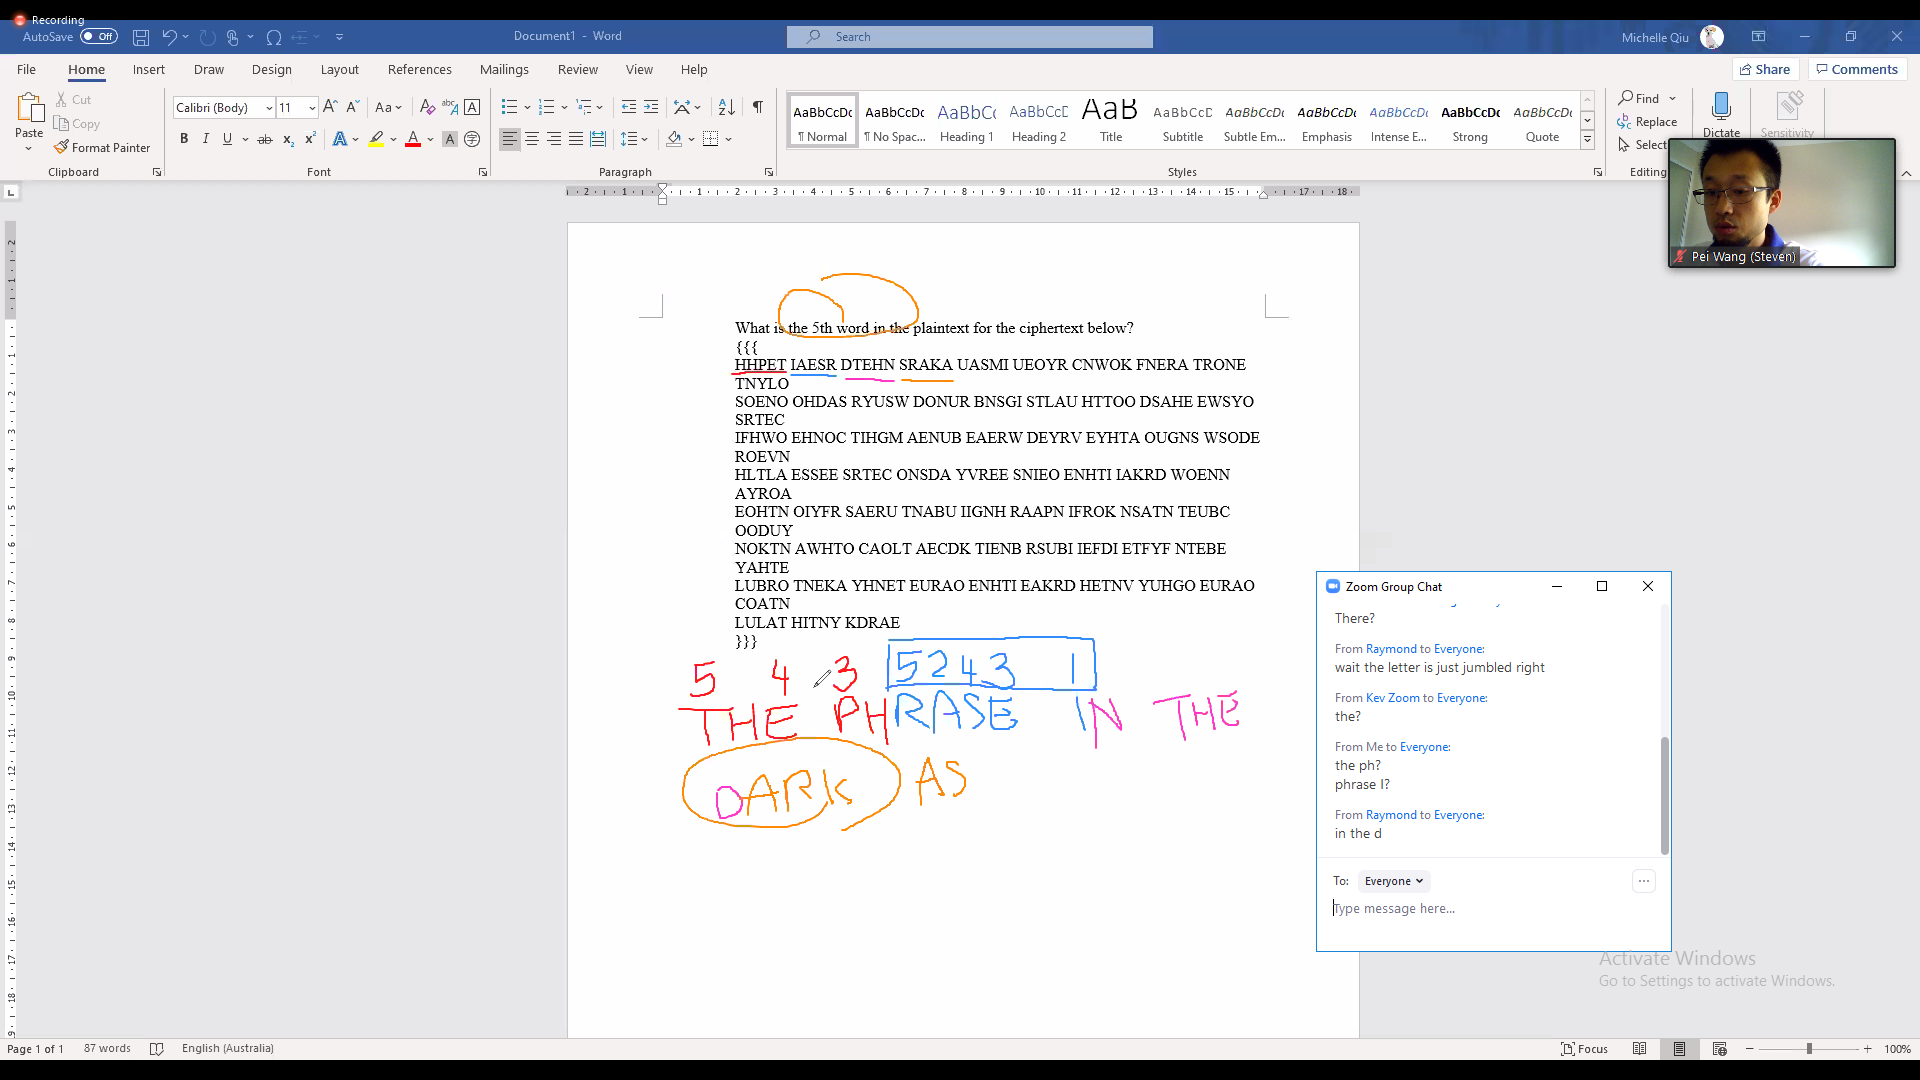 Recording
AutoSave Off Document1 - Word Search Michelle Qiu
File Home Insert Draw Design Layout References Mailings Review View Help Share Comments
Paste Cut Copy Format Painter
Calibri (Body) 11
AaBbCcDc AaBbCcDc AaBbCc AaBbCcD AaB AaBbCcD AaBbCcDc AaBbCcDc AaBbCcDc AaBbCcDc AaBbCcDc
¶ Normal ¶ No Spac... Heading 1 Heading 2 Title Subtitle Subtle Em... Emphasis Intense E... Strong Quote
Find Replace Select Dictate Sensitivity
Clipboard Font Paragraph Styles Editing
Pei Wang (Steven)
What is the 5th word in the plaintext for the ciphertext below?
{{{
HHPET IAESR DTEHN SRAKA UASMI UEOYR CNWOK FNERA TRONE
TNYLO
SOENO OHDAS RYUSW DONUR BNSGI STLAU HTTOO DSAHE EWSYO
SRTEC
IFHWO EHNOC TIHGM AENUB EAERW DEYRV EYHTA OUGNS WSODE
ROEVN
HLTLA ESSEE SRTEC ONSDA YVREE SNIEO ENHTI IAKRD WOENN
AYROA
EOHTN OIYFR SAERU TNABU IIGNH RAAPN IFROK NSATN TEUBC
OODUY
NOKTN AWHTO CAOLT AECDK TIENB RSUBI IEFDI ETFYF NTEBE
YAHTE
LUBRO TNEKA YHNET EURAO ENHTI EAKRD HETNV YUHGO EURAO
COATN
LULAT HITNY KDRAE
}}}
5 4 3 5243 1
THE PHRASE IN THE
DARK AS
Zoom Group Chat
There?
From Raymond to Everyone:
wait the letter is just jumbled right
From Kev Zoom to Everyone:
the?
From Me to Everyone:
the ph?
phrase I?
From Raymond to Everyone:
in the d
To: Everyone
Type message here...
Activate Windows
Go to Settings to activate Windows.
Page 1 of 1 87 words English (Australia) Focus 100%